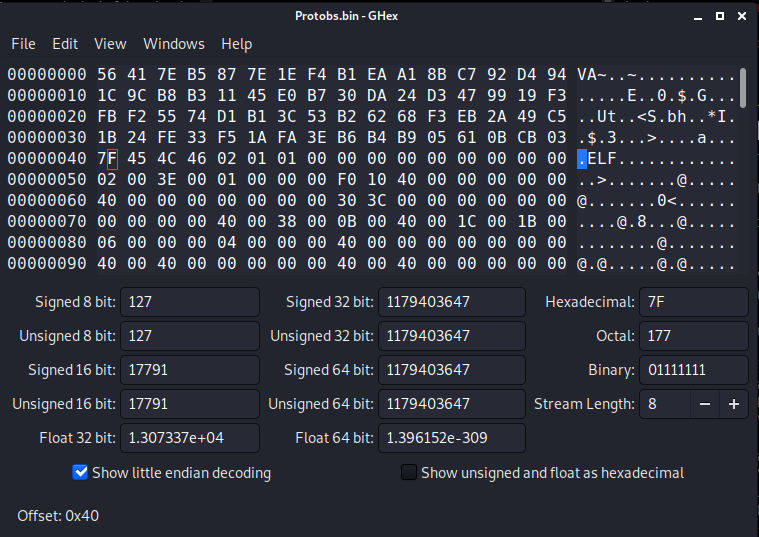 Protobs.bin - GHex
File Edit View Windows Help
00000000 56 41 7E B5 87 7E 1E F4 B1 EA A1 8B C7 92 D4 94 VA~..~..........
00000010 1C 9C B8 B3 11 45 E0 B7 30 DA 24 D3 47 99 19 F3 .....E..0.$.G...
00000020 FB F2 55 74 D1 B1 3C 53 B2 62 68 F3 EB 2A 49 C5 ..Ut..<S.bh..*I.
00000030 1B 24 FE 33 F5 1A FA 3E B6 B4 B9 05 61 0B CB 03 .$.3...>....a...
00000040 7F 45 4C 46 02 01 01 00 00 00 00 00 00 00 00 00 .ELF............
00000050 02 00 3E 00 01 00 00 00 F0 10 40 00 00 00 00 00 ..>.......@.....
00000060 40 00 00 00 00 00 00 00 30 3C 00 00 00 00 00 00 @.......0<......
00000070 00 00 00 00 40 00 38 00 0B 00 40 00 1C 00 1B 00 ....@.8...@.....
00000080 06 00 00 00 04 00 00 00 40 00 00 00 00 00 00 00 ........@.......
00000090 40 00 40 00 00 00 00 00 40 00 40 00 00 00 00 00 @.@.....@.@.....
Signed 8 bit: 127 Signed 32 bit: 1179403647 Hexadecimal: 7F
Unsigned 8 bit: 127 Unsigned 32 bit: 1179403647 Octal: 177
Signed 16 bit: 17791 Signed 64 bit: 1179403647 Binary: 01111111
Unsigned 16 bit: 17791 Unsigned 64 bit: 1179403647 Stream Length: 8 − +
Float 32 bit: 1.307337e+04 Float 64 bit: 1.396152e-309
Show little endian decoding Show unsigned and float as hexadecimal
Offset: 0x40